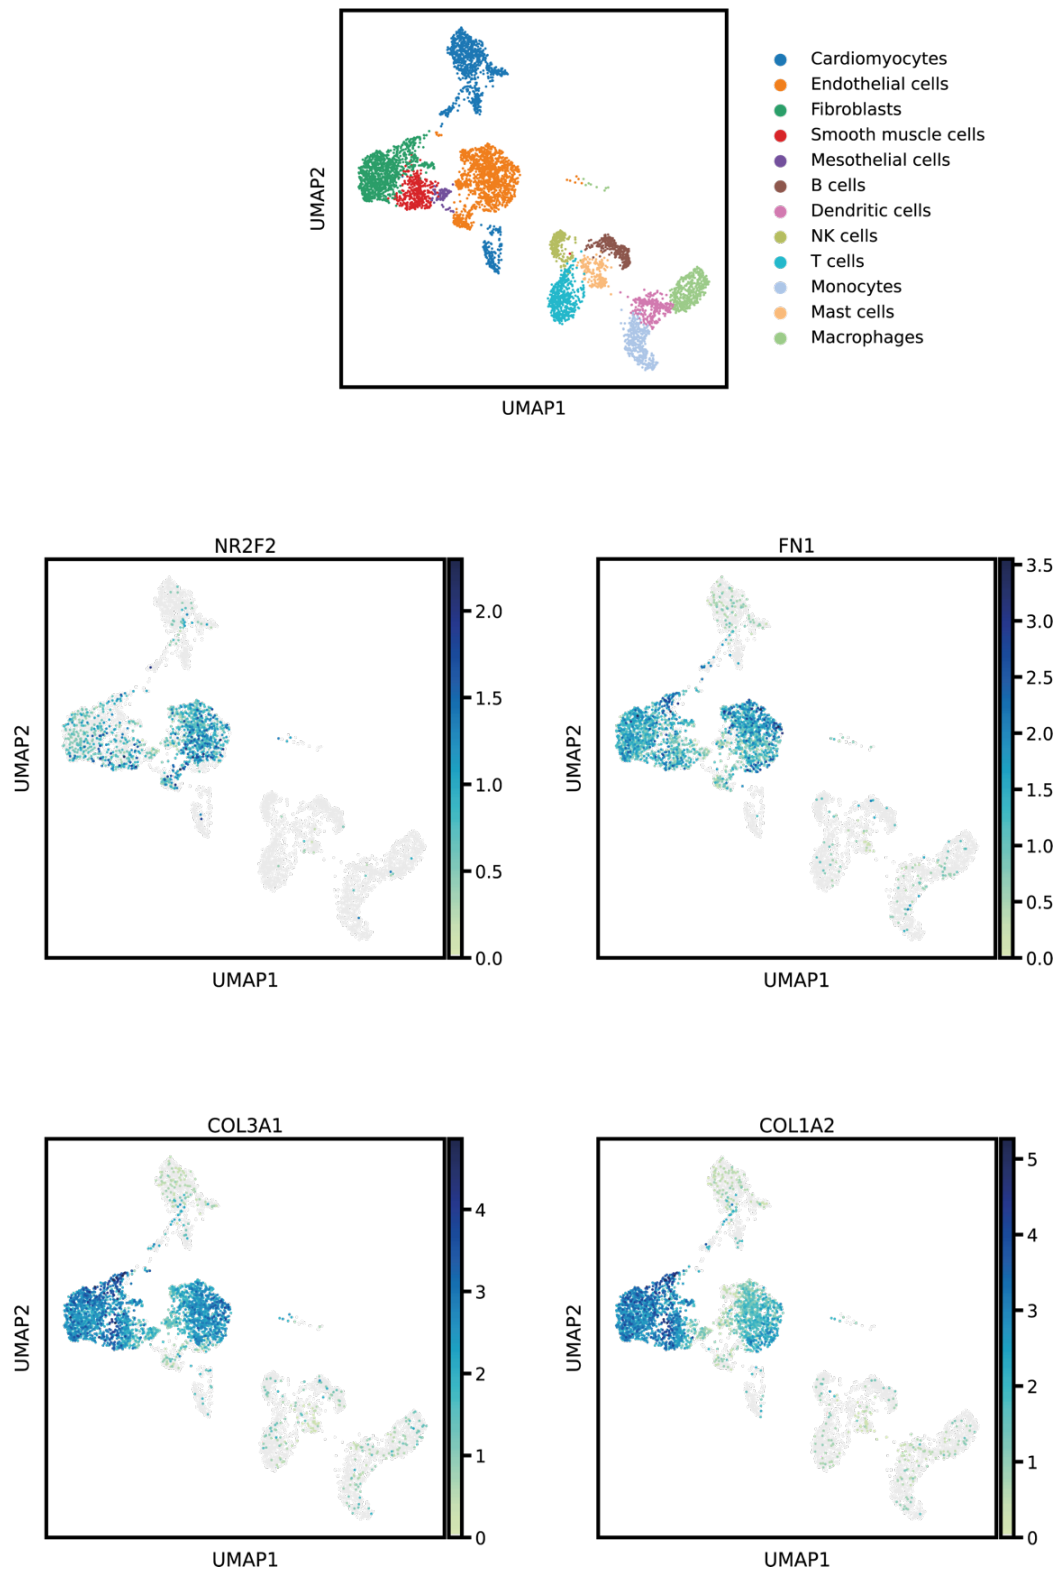 UMAP2
UMAP1
Cardiomyocytes
Endothelial cells
Fibroblasts
Smooth muscle cells
Mesothelial cells
B cells
Dendritic cells
NK cells
T cells
Monocytes
Mast cells
Macrophages
NR2F2
UMAP2
UMAP1
2.0
1.5
1.0
0.5
0.0
FN1
UMAP2
UMAP1
3.5
3.0
2.5
2.0
1.5
1.0
0.5
0.0
COL3A1
UMAP2
UMAP1
4
3
2
1
0
COL1A2
UMAP2
UMAP1
5
4
3
2
1
0